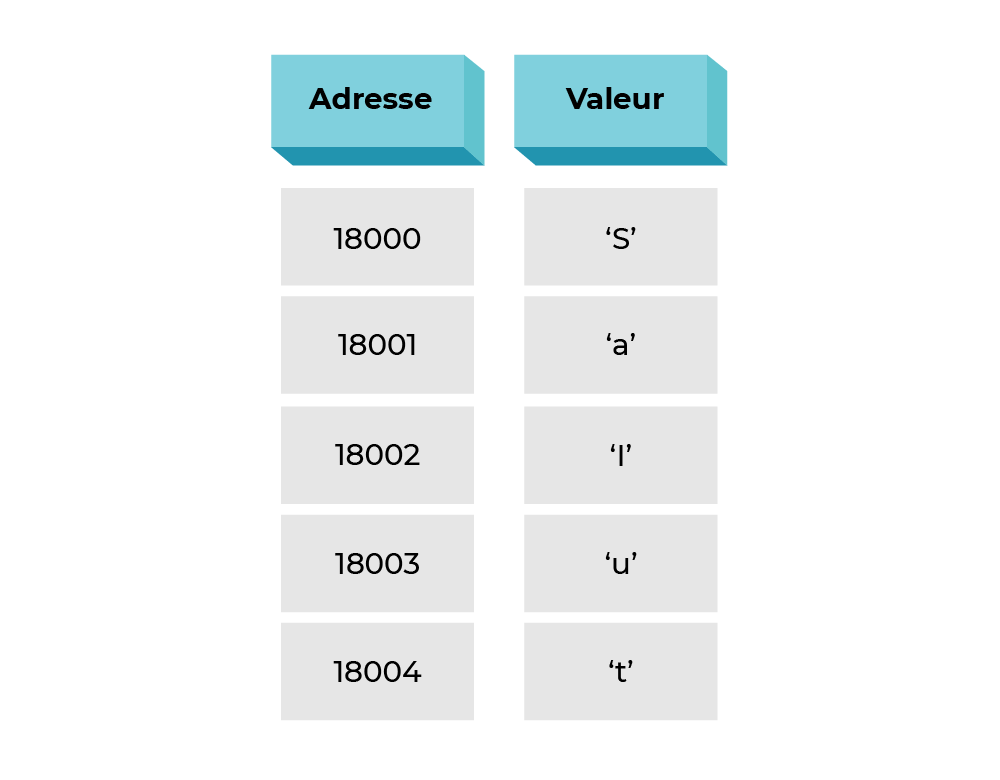 Adresse Valeur
18000 ‘S’
18001 ‘a’
18002 ‘l’
18003 ‘u’
18004 ‘t’